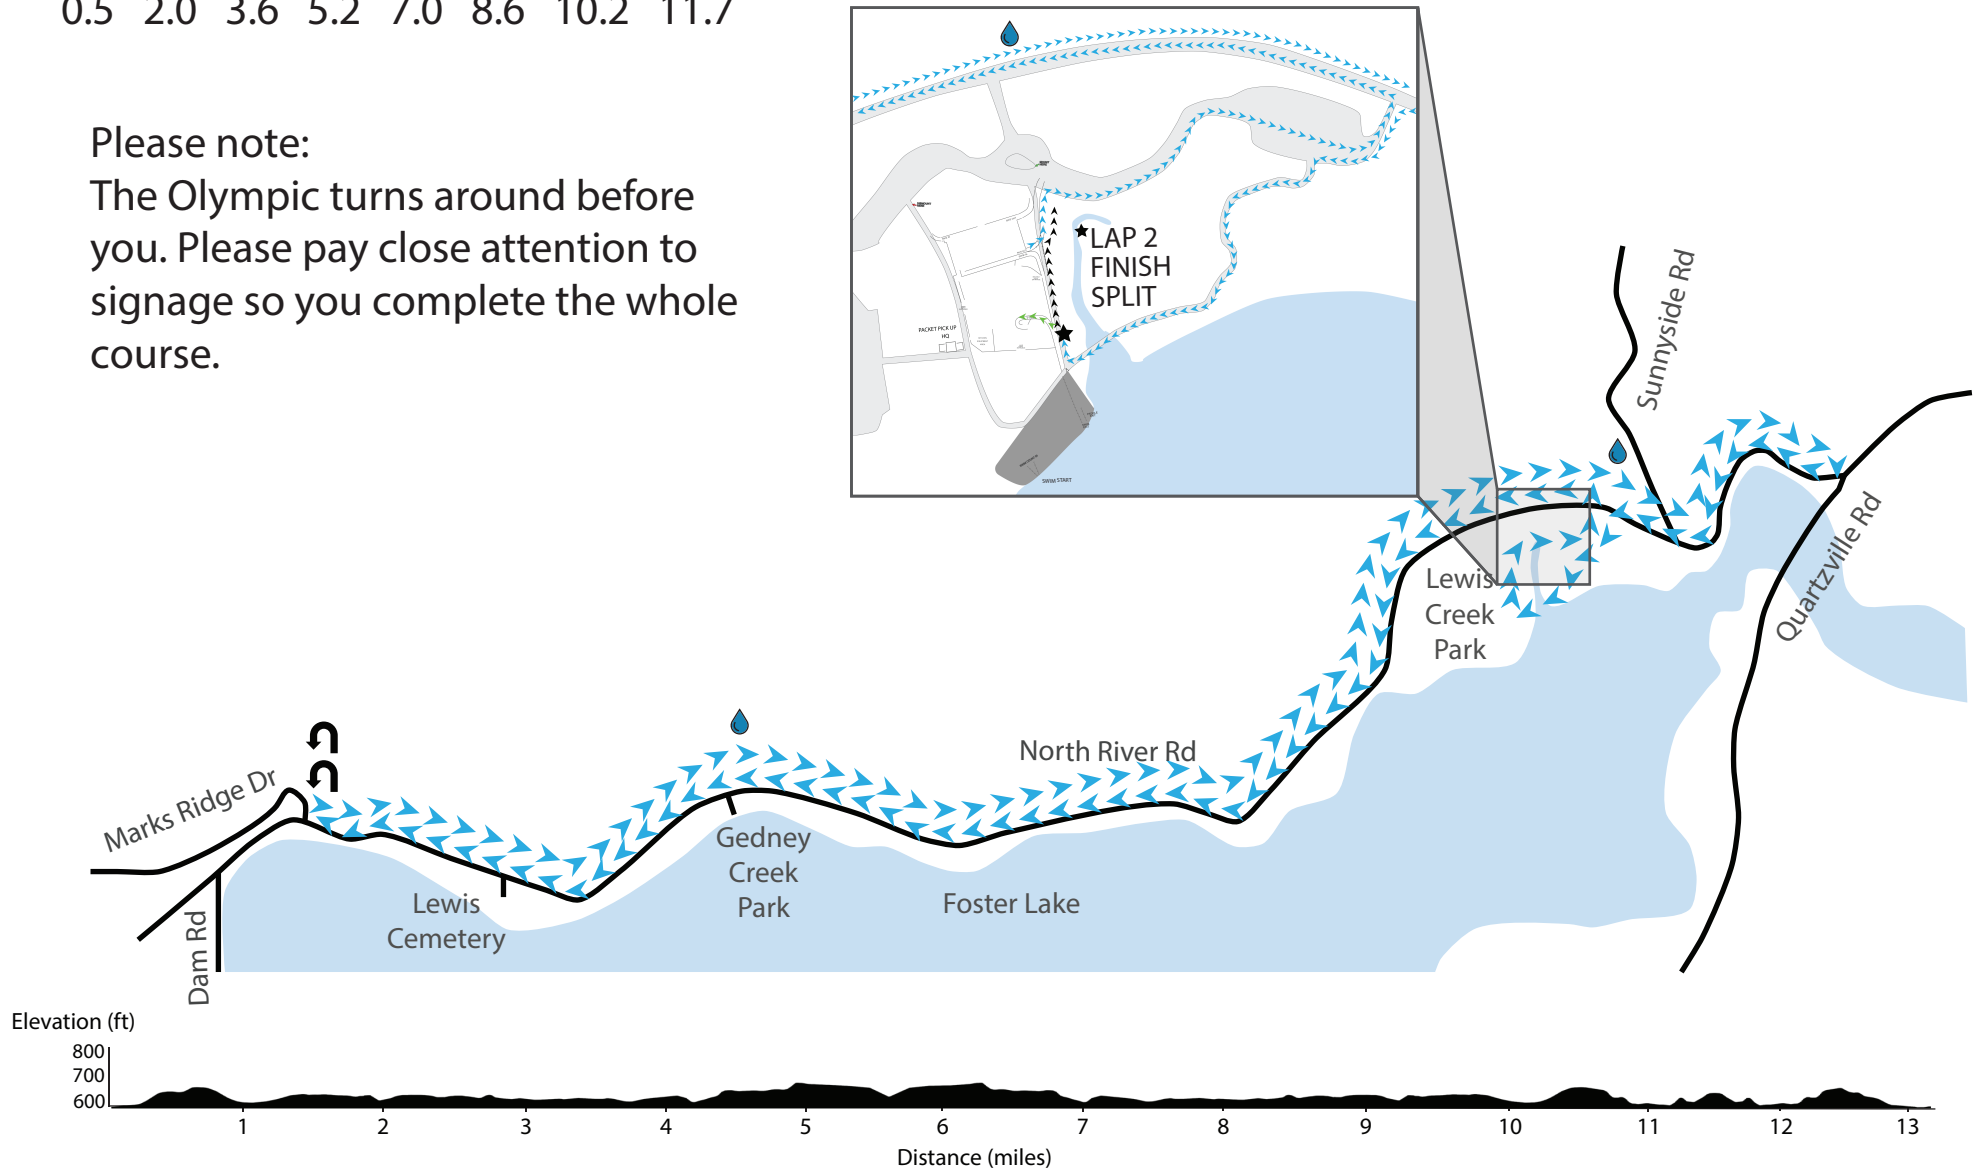 0.5 2.0 3.6 5.2 7.0 8.6 10.2 11.7
Please note:
The Olympic turns around before
you. Please pay close attention to
signage so you complete the whole
course.
LAP 2
FINISH
SPLIT
PACKET PICK UP
HQ
SWIM START
Sunnyside Rd
Quartzville Rd
Lewis
Creek
Park
North River Rd
Marks Ridge Dr
Gedney
Creek
Park
Lewis
Cemetery
Foster Lake
Dam Rd
Elevation (ft)
800
700
600
1 2 3 4 5 6 7 8 9 10 11 12 13
Distance (miles)